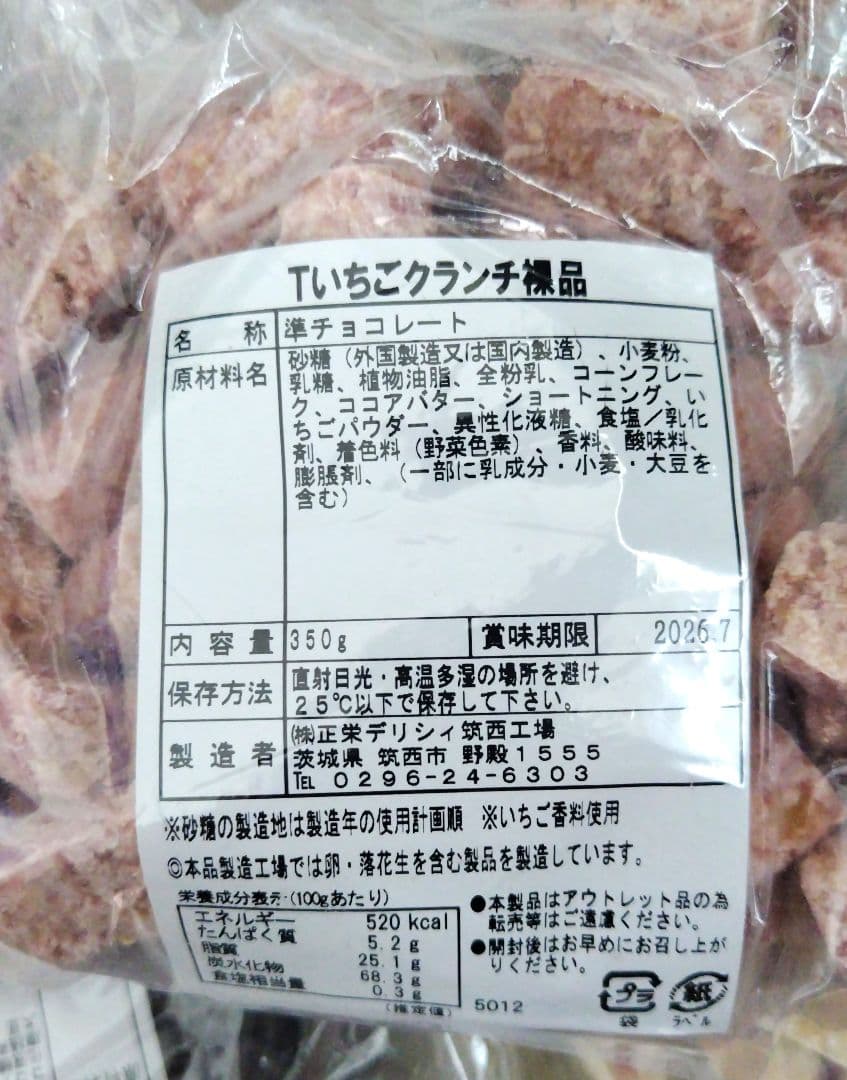 Tいちごクランチ裸品
名称 準チョコレート
原材料名 砂糖(外国製造又は国内製造)、小麦粉、
乳糖、植物油脂、全粉乳、コーンフレー
ク、ココアバター、ショートニング、い
ちごパウダー、異性化液糖、食塩/乳化
剤、着色料(野菜色素)、香料、酸味料、
膨脹剤、(一部に乳成分・小麦・大豆を
含む)
内容量 350g 賞味期限 2026.7
保存方法 直射日光・高温多湿の場所を避け、
25℃以下で保存して下さい。
製造者 ㈱正栄デリシィ筑西工場
茨城県 筑西市 野殿1555
℡ 0296-24-6303
※砂糖の製造地は製造年の使用計画順 ※いちご香料使用
◎本品製造工場では卵・落花生を含む製品を製造しています。
栄養成分表示(100gあたり)
エネルギー 520 kcal
たんぱく質 5.2 g
脂質 25.1 g
炭水化物 68.3 g
食塩相当量 0.3 g
(推定値)
●本製品はアウトレット品の為
転売等はご遠慮ください。
●開封後はお早めにお召し上が
りください。
5012
プラ 紙
袋 ラベル